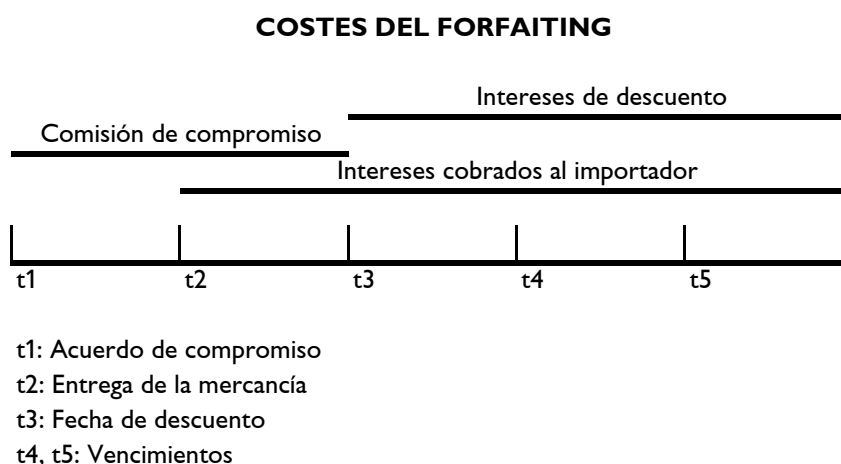 COSTES DEL FORFAITING
Intereses de descuento
Comisión de compromiso
Intereses cobrados al importador
t1 t2 t3 t4 t5
t1: Acuerdo de compromiso
t2: Entrega de la mercancía
t3: Fecha de descuento
t4, t5: Vencimientos